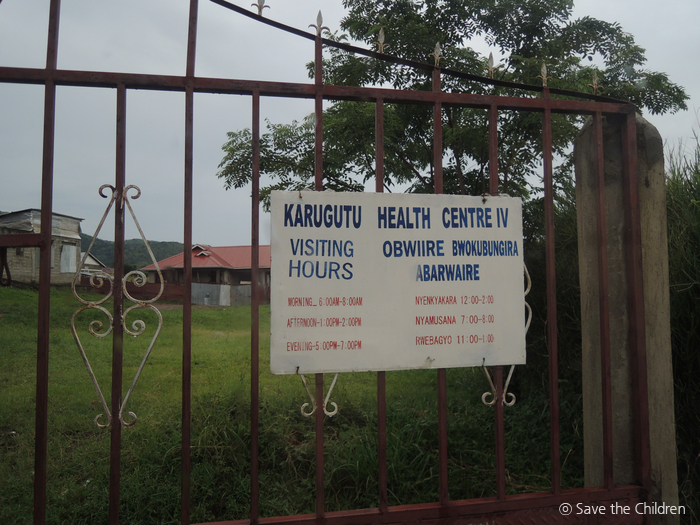 KARUGUTU HEALTH CENTRE IV
VISITING HOURS
MORNING. 6:00AM-8:00AM
AFTERNOON-1:00PM-2:00PM
EVENING-5:00PM-7:00PM
OBWIIRE BWOKUBUNGIRA
ABARWAIRE
NYENKYAKARA 12:00-2:00
NYAMUSANA 7:00-8:00
RWEBAGYO 11:00-1:00
© Save the Children